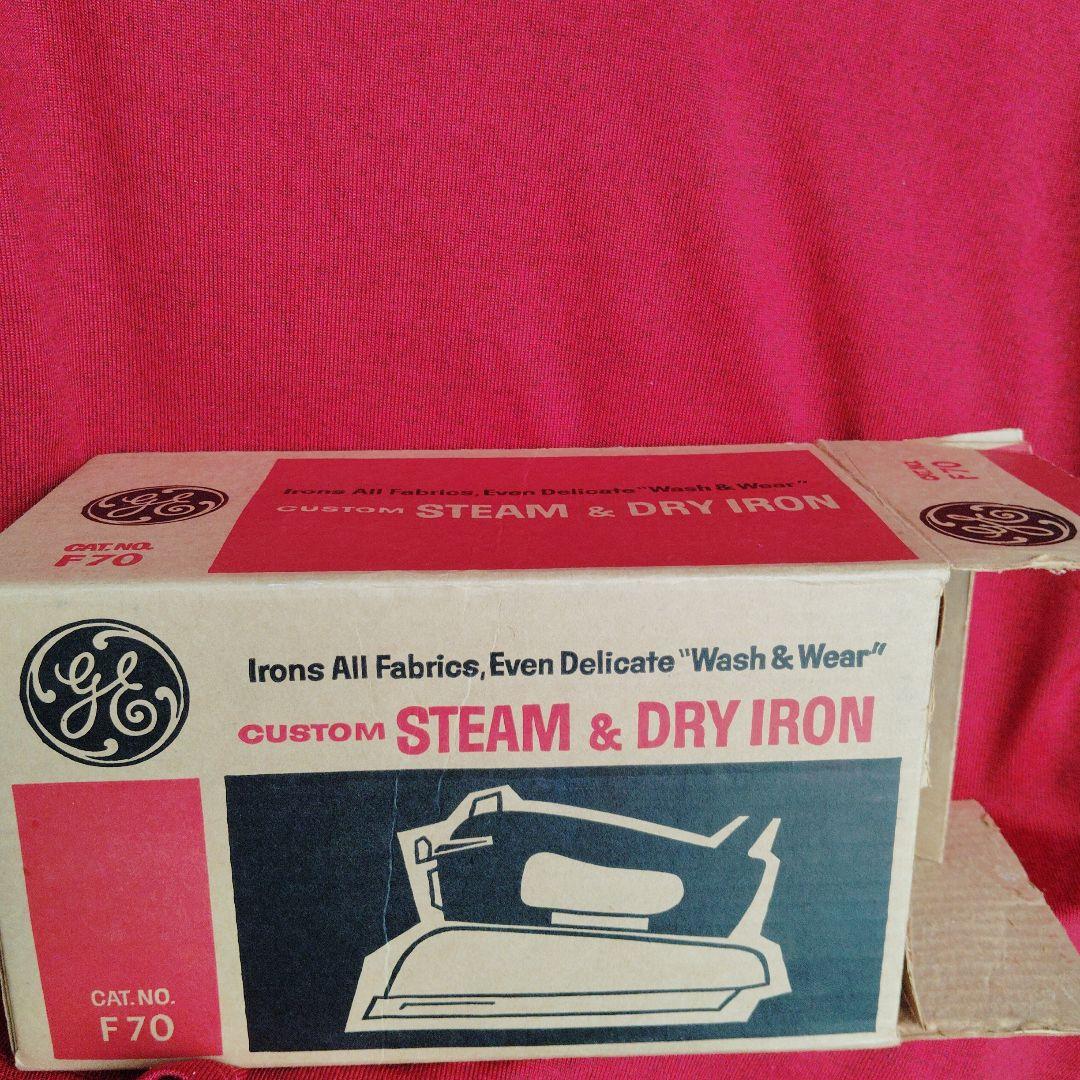 GE
CAT. NO.
F70
Irons All Fabrics, Even Delicate "Wash & Wear"
CUSTOM STEAM & DRY IRON
F70
GE
GE
Irons All Fabrics, Even Delicate "Wash & Wear"
CUSTOM STEAM & DRY IRON
CAT. NO.
F70